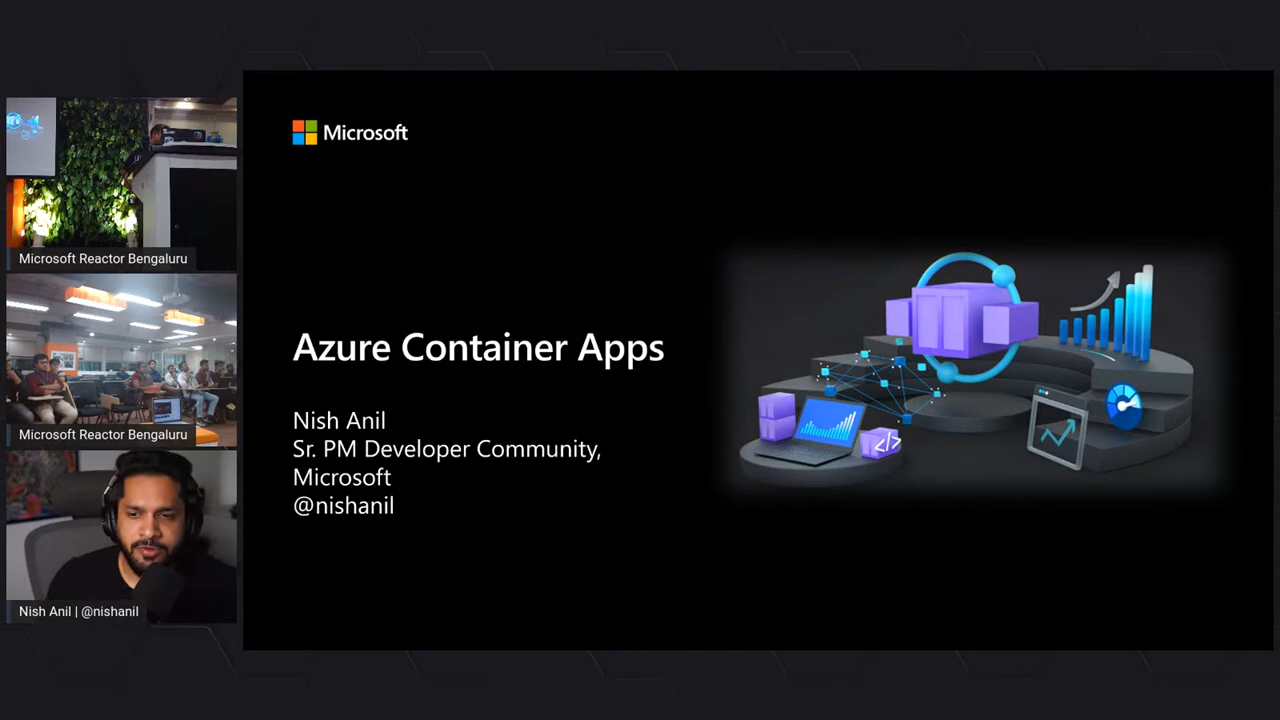 Microsoft
Azure Container Apps
Nish Anil
Sr. PM Developer Community,
Microsoft
@nishanil
</>
Microsoft Reactor Bengaluru
Microsoft Reactor Bengaluru
Nish Anil | @nishanil